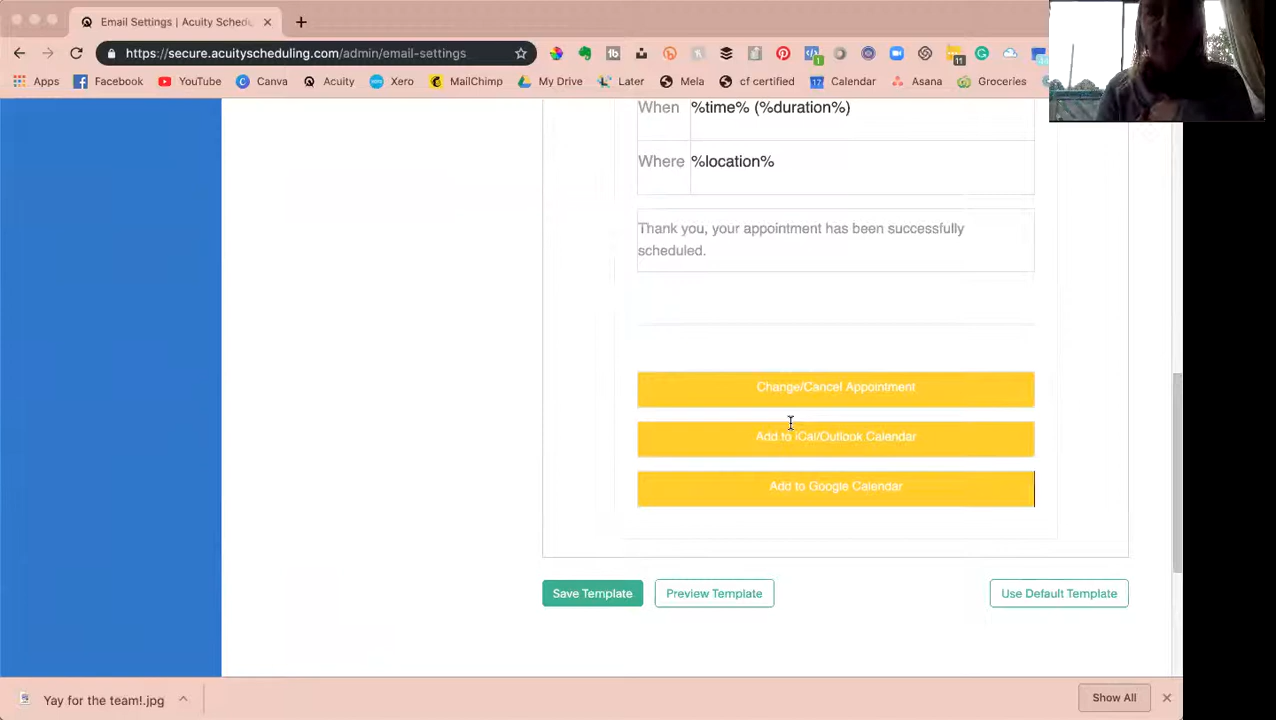 Email Settings | Acuity Schedu
https://secure.acuityscheduling.com/admin/email-settings
11
1
Apps
Facebook
YouTube
Canva
Acuity
Xero
MailChimp
My Drive
Later
Mela
cf certified
17 Calendar
Asana
Groceries
When %time% (%duration%)
Where %location%
Thank you, your appointment has been successfully
scheduled.
Change/Cancel Appointment
Add to iCal/Outlook Calendar
Add to Google Calendar
Save Template
Preview Template
Use Default Template
Yay for the team!.jpg
Show All